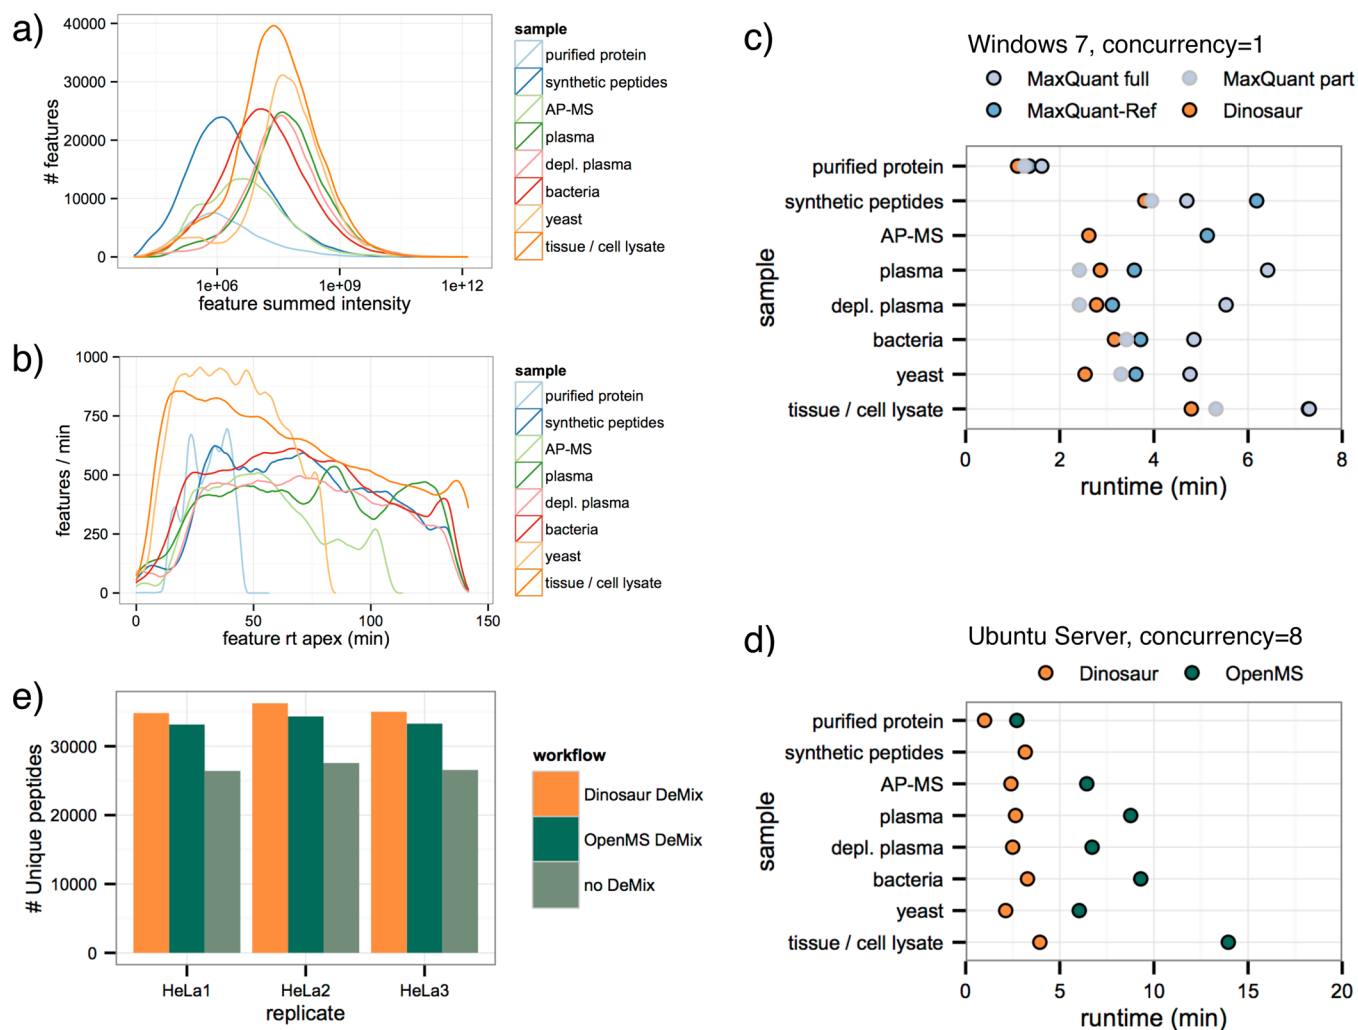 a)
40000
30000
20000
10000
0
# features
1e+06
1e+09
1e+12
feature summed intensity
sample
purified protein
synthetic peptides
AP-MS
plasma
depl. plasma
bacteria
yeast
tissue / cell lysate
b)
1000
750
500
250
0
features / min
0
50
100
150
feature rt apex (min)
sample
purified protein
synthetic peptides
AP-MS
plasma
depl. plasma
bacteria
yeast
tissue / cell lysate
e)
30000
20000
10000
0
# Unique peptides
HeLa1
HeLa2
HeLa3
replicate
workflow
Dinosaur DeMix
OpenMS DeMix
no DeMix
c)
Windows 7, concurrency=1
MaxQuant full
MaxQuant part
MaxQuant-Ref
Dinosaur
purified protein
synthetic peptides
AP-MS
plasma
depl. plasma
bacteria
yeast
tissue / cell lysate
sample
0
2
4
6
8
runtime (min)
d)
Ubuntu Server, concurrency=8
Dinosaur
OpenMS
purified protein
synthetic peptides
AP-MS
plasma
depl. plasma
bacteria
yeast
tissue / cell lysate
sample
0
5
10
15
20
runtime (min)